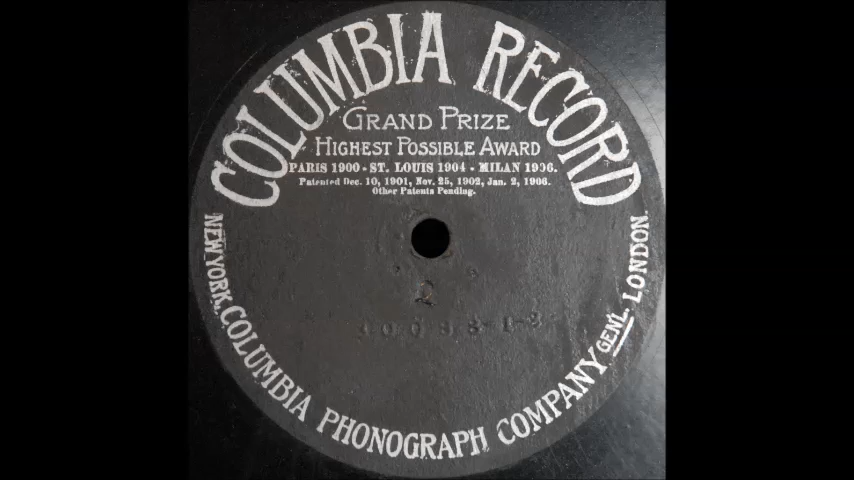 COLUMBIA RECORD
GRAND PRIZE
HIGHEST POSSIBLE AWARD
PARIS 1900 - ST. LOUIS 1904 - MILAN 1906.
Patented Dec. 10, 1901, Nov. 25, 1902, Jan. 2, 1906.
Other Patents Pending.
NEW YORK, COLUMBIA PHONOGRAPH COMPANY GENL. LONDON.